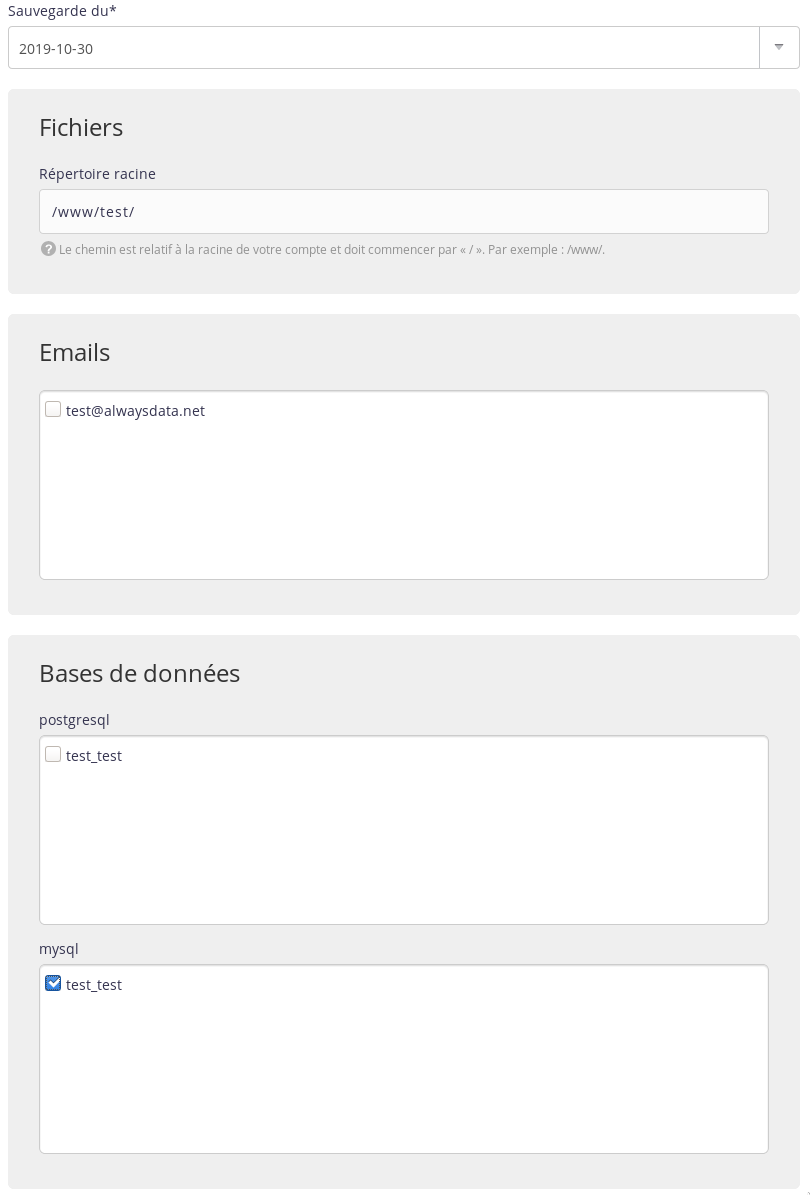 Sauvegarde du*
2019-10-30
Fichiers
Répertoire racine
/www/test/
? Le chemin est relatif à la racine de votre compte et doit commencer par « / ». Par exemple : /www/.
Emails
test@alwaysdata.net
Bases de données
postgresql
test_test
mysql
test_test